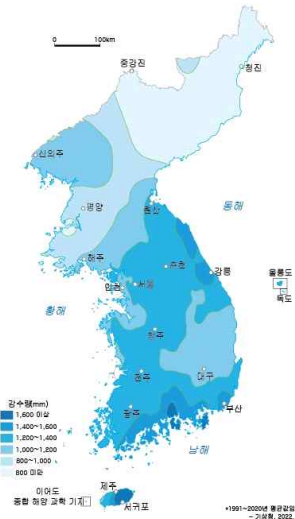 0 100km
중강진
청진
신의주
평양
원산
동해
해주
춘천
강릉
울릉도
인천
서울
독도
황해
청주
강수량(mm)
1,600 이상
1,400~1,600
1,200~1,400
1,000~1,200
800~1,000
800 미만
전주
대구
광주
부산
남해
이어도
종합 해양 과학 기지
제주
서귀포
*1991~2020년 평균값임
- 기상청, 2022.